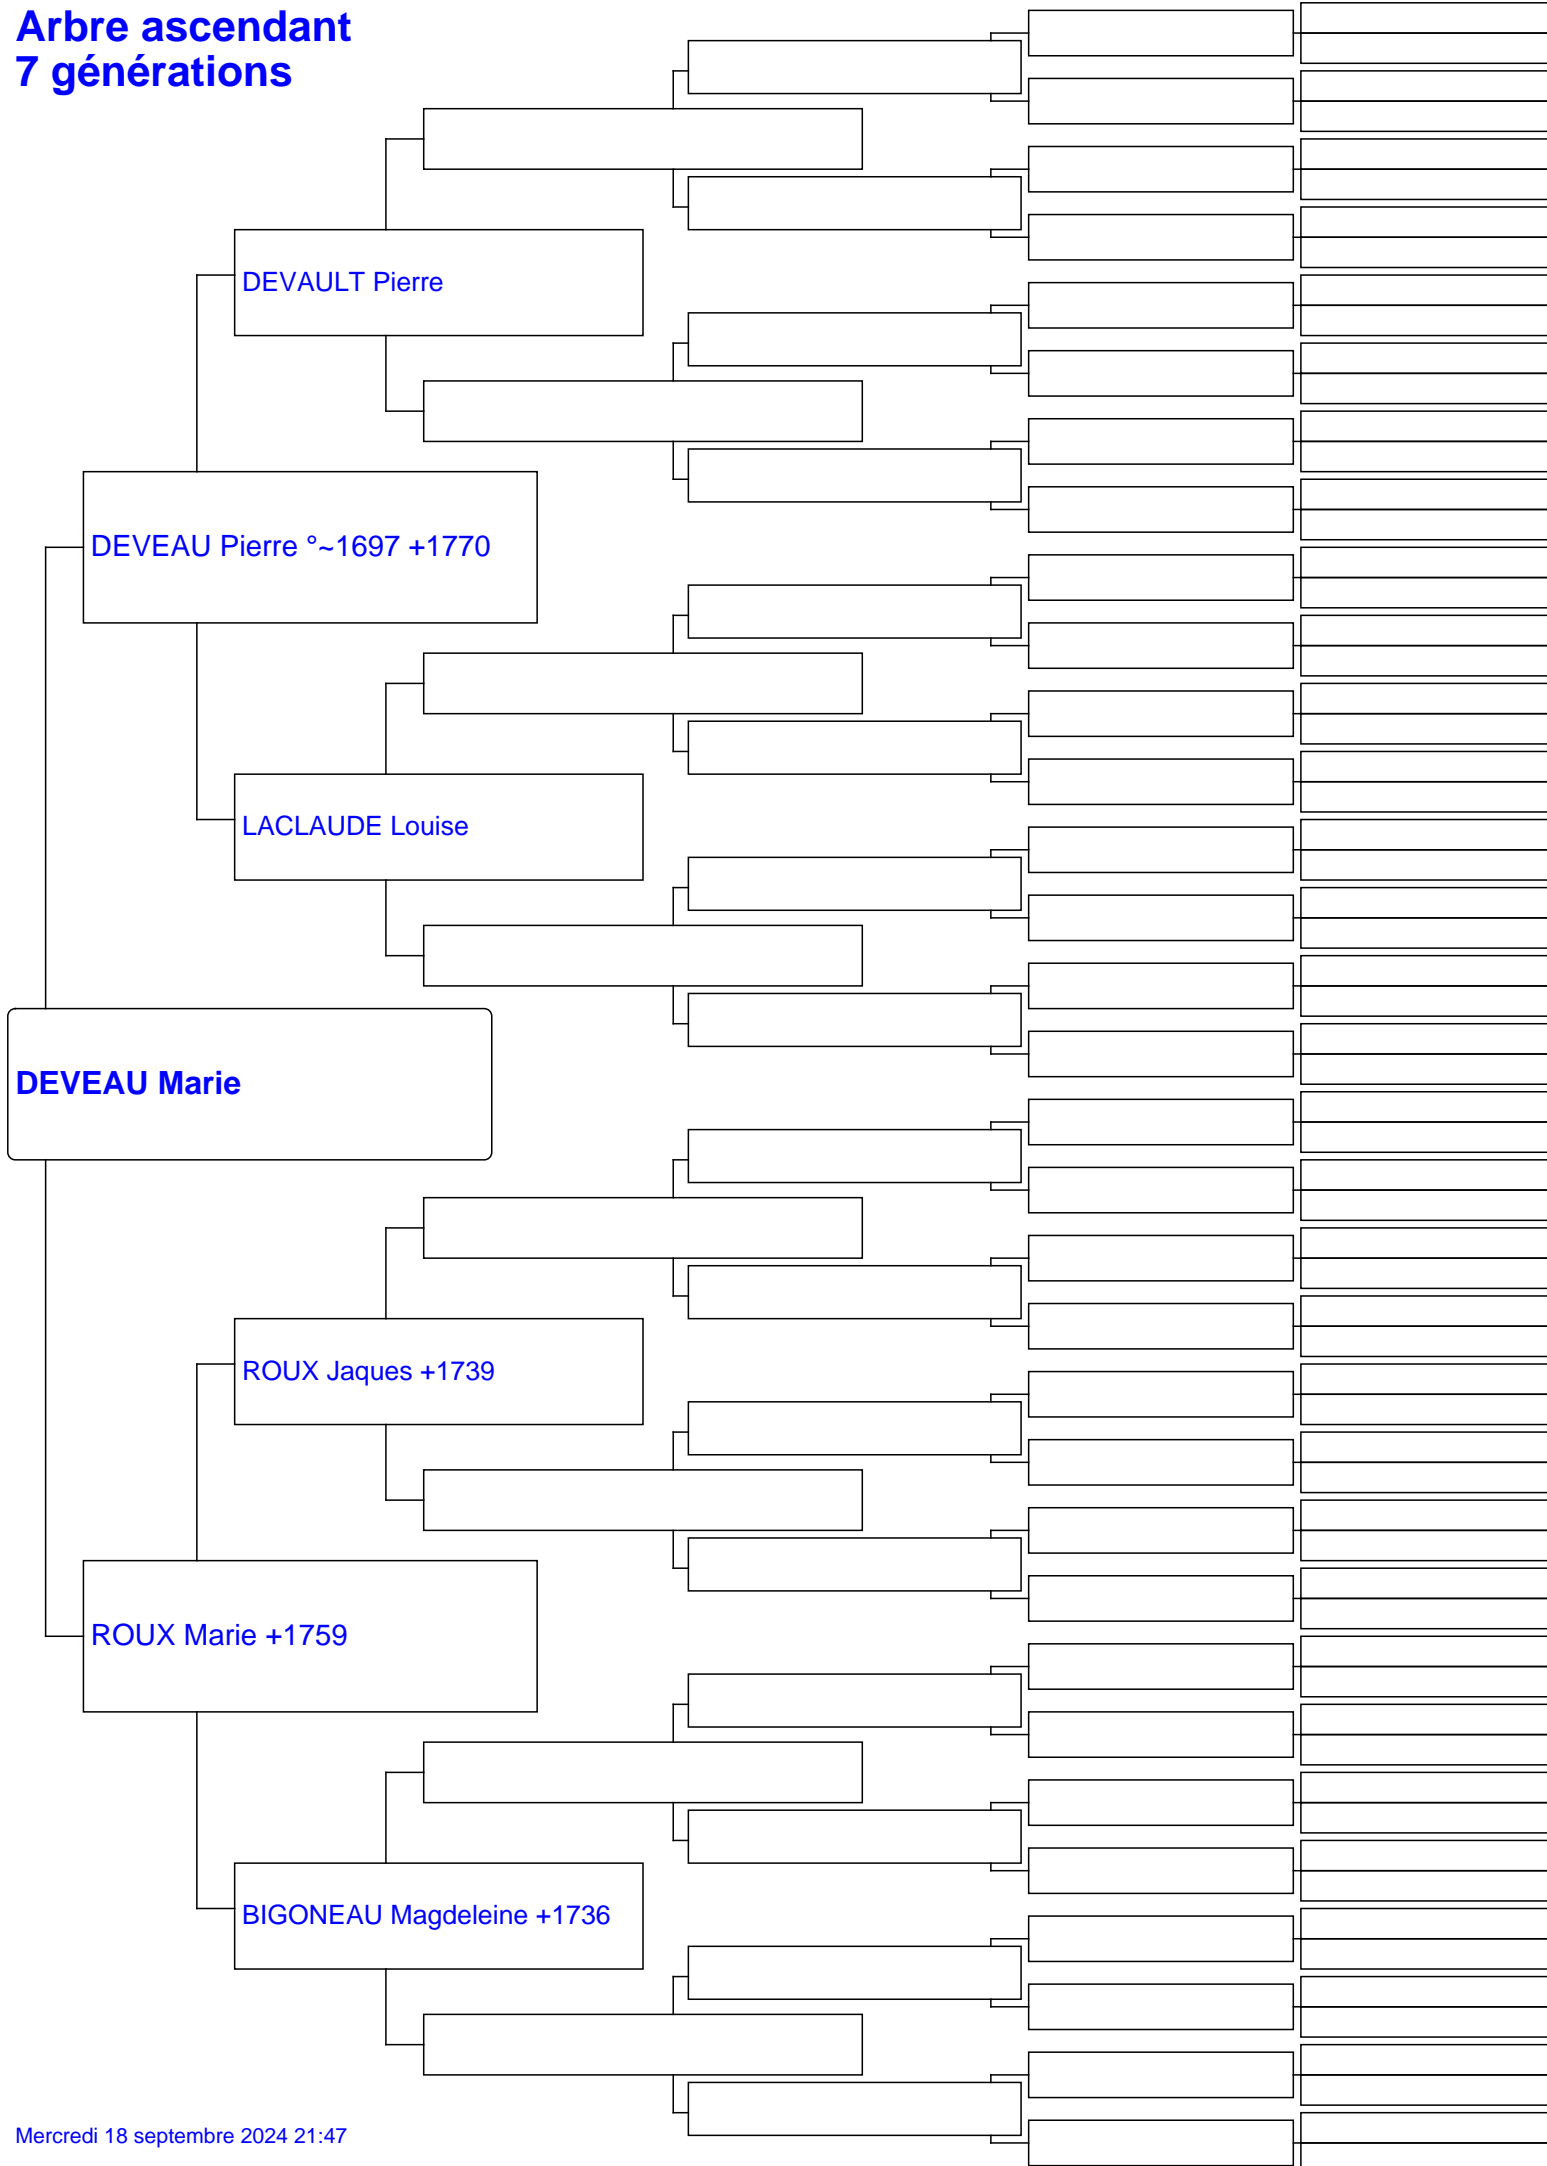 Arbre ascendant
7 générations
DEVAULT Pierre
DEVEAU Pierre °~1697 +1770
LACLAUDE Louise
DEVEAU Marie
ROUX Jaques +1739
ROUX Marie +1759
BIGONEAU Magdeleine +1736
Mercredi 18 septembre 2024 21:47